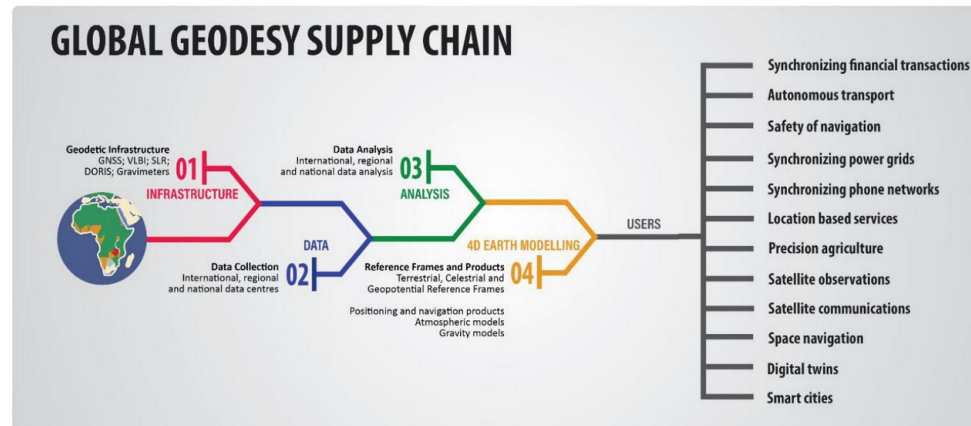 GLOBAL GEODESY SUPPLY CHAIN
Geodetic Infrastructure
GNSS; VLBI; SLR;
DORIS; Gravimeters
01
INFRASTRUCTURE
DATA
Data Collection
International, regional
and national data centres
02
Data Analysis
International, regional
and national data analysis
03
ANALYSIS
4D EARTH MODELLING
Reference Frames and Products
Terrestrial, Celestrial and
Geopotential Reference Frames
Positioning and navigation products
Atmospheric models
Gravity models
04
USERS
Synchronizing financial transactions
Autonomous transport
Safety of navigation
Synchronizing power grids
Synchronizing phone networks
Location based services
Precision agriculture
Satellite observations
Satellite communications
Space navigation
Digital twins
Smart cities